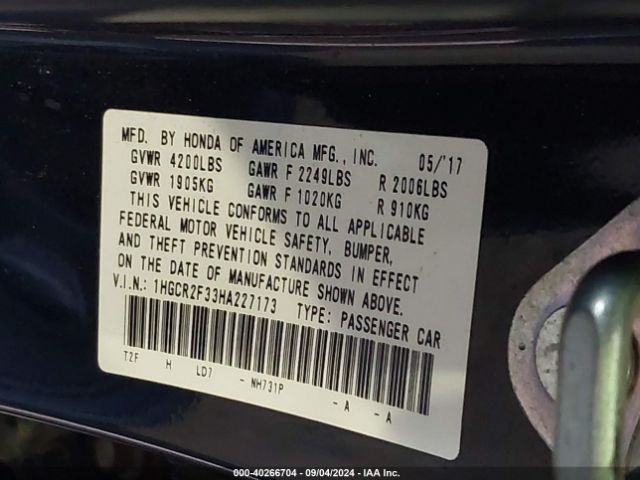 MFD. BY HONDA OF AMERICA MFG., INC. 05/'17
GVWR 4200LBS GAWR F 2249LBS R 2006LBS
GVWR 1905KG GAWR F 1020KG R 910KG
THIS VEHICLE CONFORMS TO ALL APPLICABLE
FEDERAL MOTOR VEHICLE SAFETY, BUMPER,
AND THEFT PREVENTION STANDARDS IN EFFECT
ON THE DATE OF MANUFACTURE SHOWN ABOVE.
V.I.N.: 1HGCR2F33HA227173 TYPE: PASSENGER CAR
T2F H LD7 - NH731P - A - A
000-40266704 - 09/04/2024 - IAA Inc.